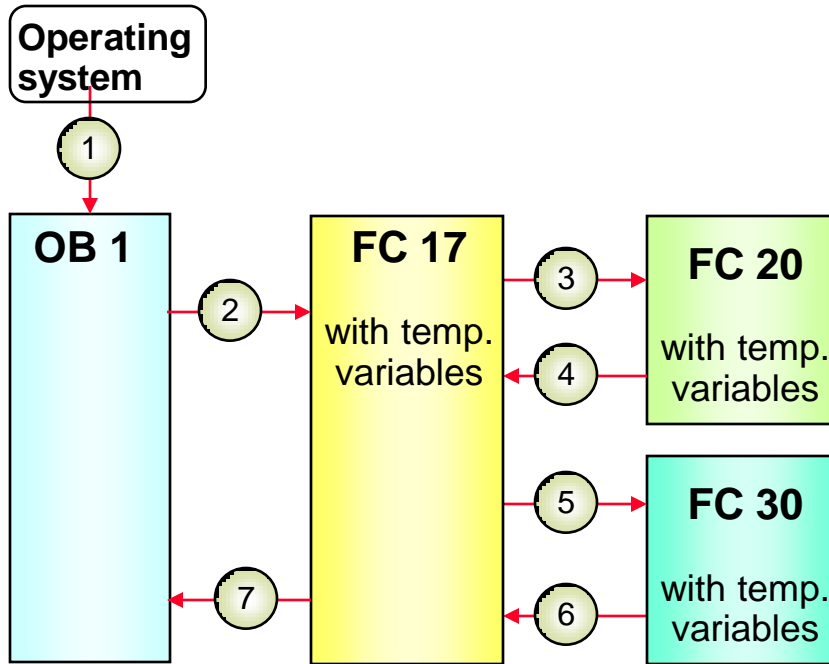 Operating
system
1
OB 1
2
FC 17
with temp.
variables
3
4
FC 20
with temp.
variables
5
6
FC 30
with temp.
variables
7